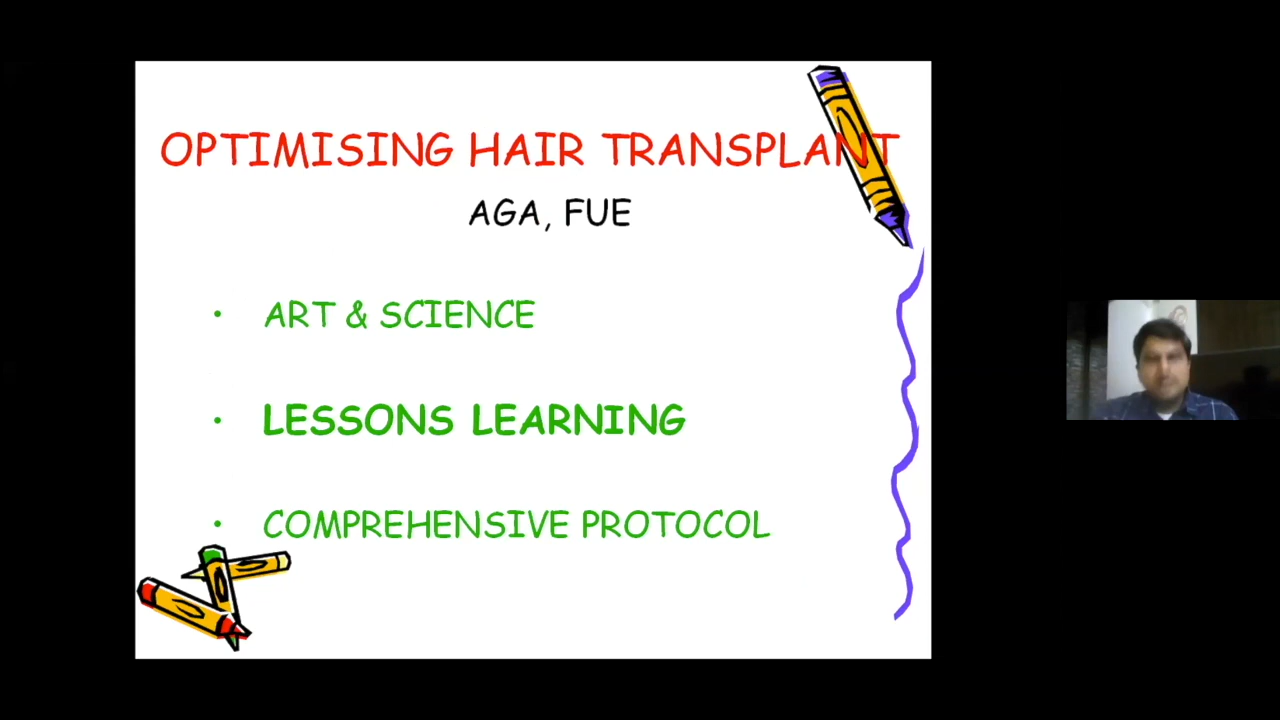 OPTIMISING HAIR TRANSPLANT
AGA, FUE
• ART & SCIENCE
• LESSONS LEARNING
• COMPREHENSIVE PROTOCOL